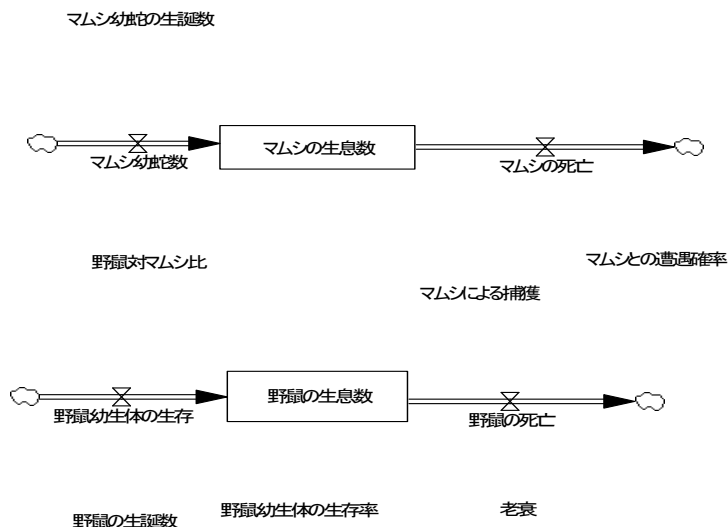 マムシ幼蛇の生誕数
マムシの生息数
マムシ幼蛇数
マムシの死亡
野鼠対マムシ比
マムシとの遭遇確率
マムシによる捕獲
野鼠の生息数
野鼠幼生体の生存
野鼠の死亡
野鼠の生誕数
野鼠幼生体の生存率
老衰